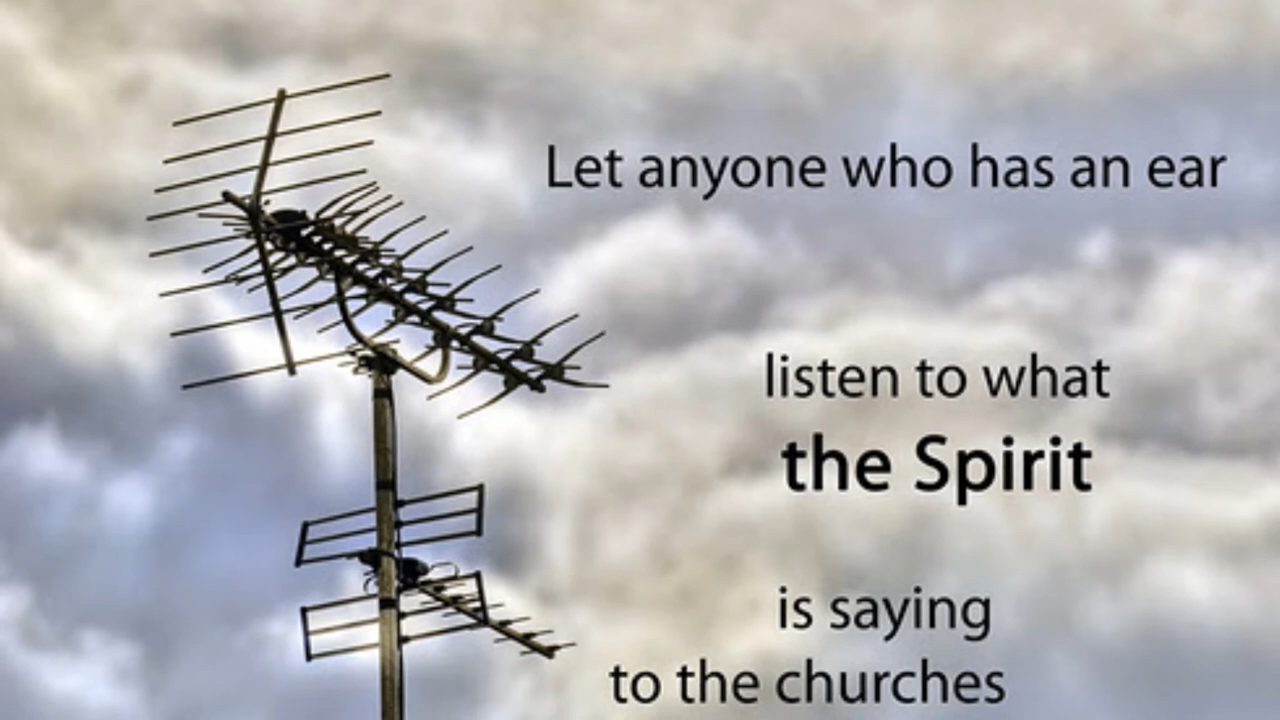 Let anyone who has an ear
listen to what
the Spirit
is saying
to the churches